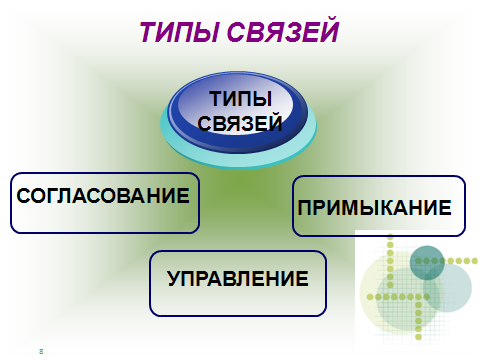 ТИПЫ СВЯЗЕЙ
ТИПЫ
СВЯЗЕЙ
СОГЛАСОВАНИЕ
ПРИМЫКАНИЕ
УПРАВЛЕНИЕ
8